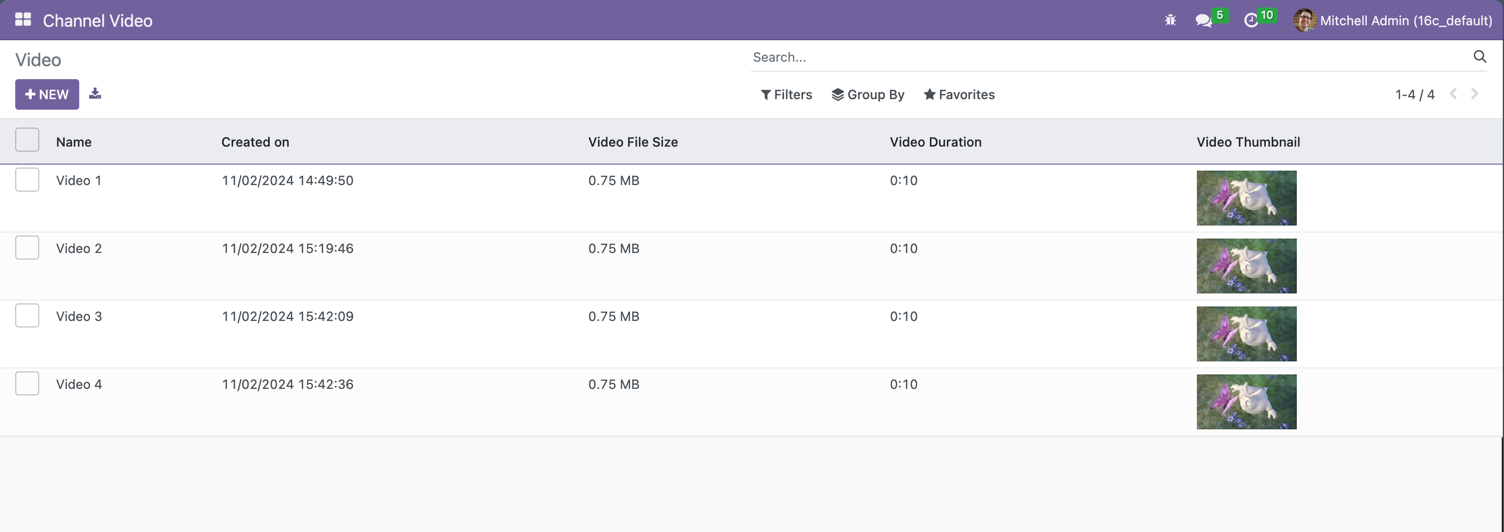 Channel Video
5
10
Mitchell Admin (16c_default)
Video
Search...
NEW
Filters
Group By
Favorites
1-4 / 4
Name Created on Video File Size Video Duration Video Thumbnail
Video 1 11/02/2024 14:49:50 0.75 MB 0:10
Video 2 11/02/2024 15:19:46 0.75 MB 0:10
Video 3 11/02/2024 15:42:09 0.75 MB 0:10
Video 4 11/02/2024 15:42:36 0.75 MB 0:10